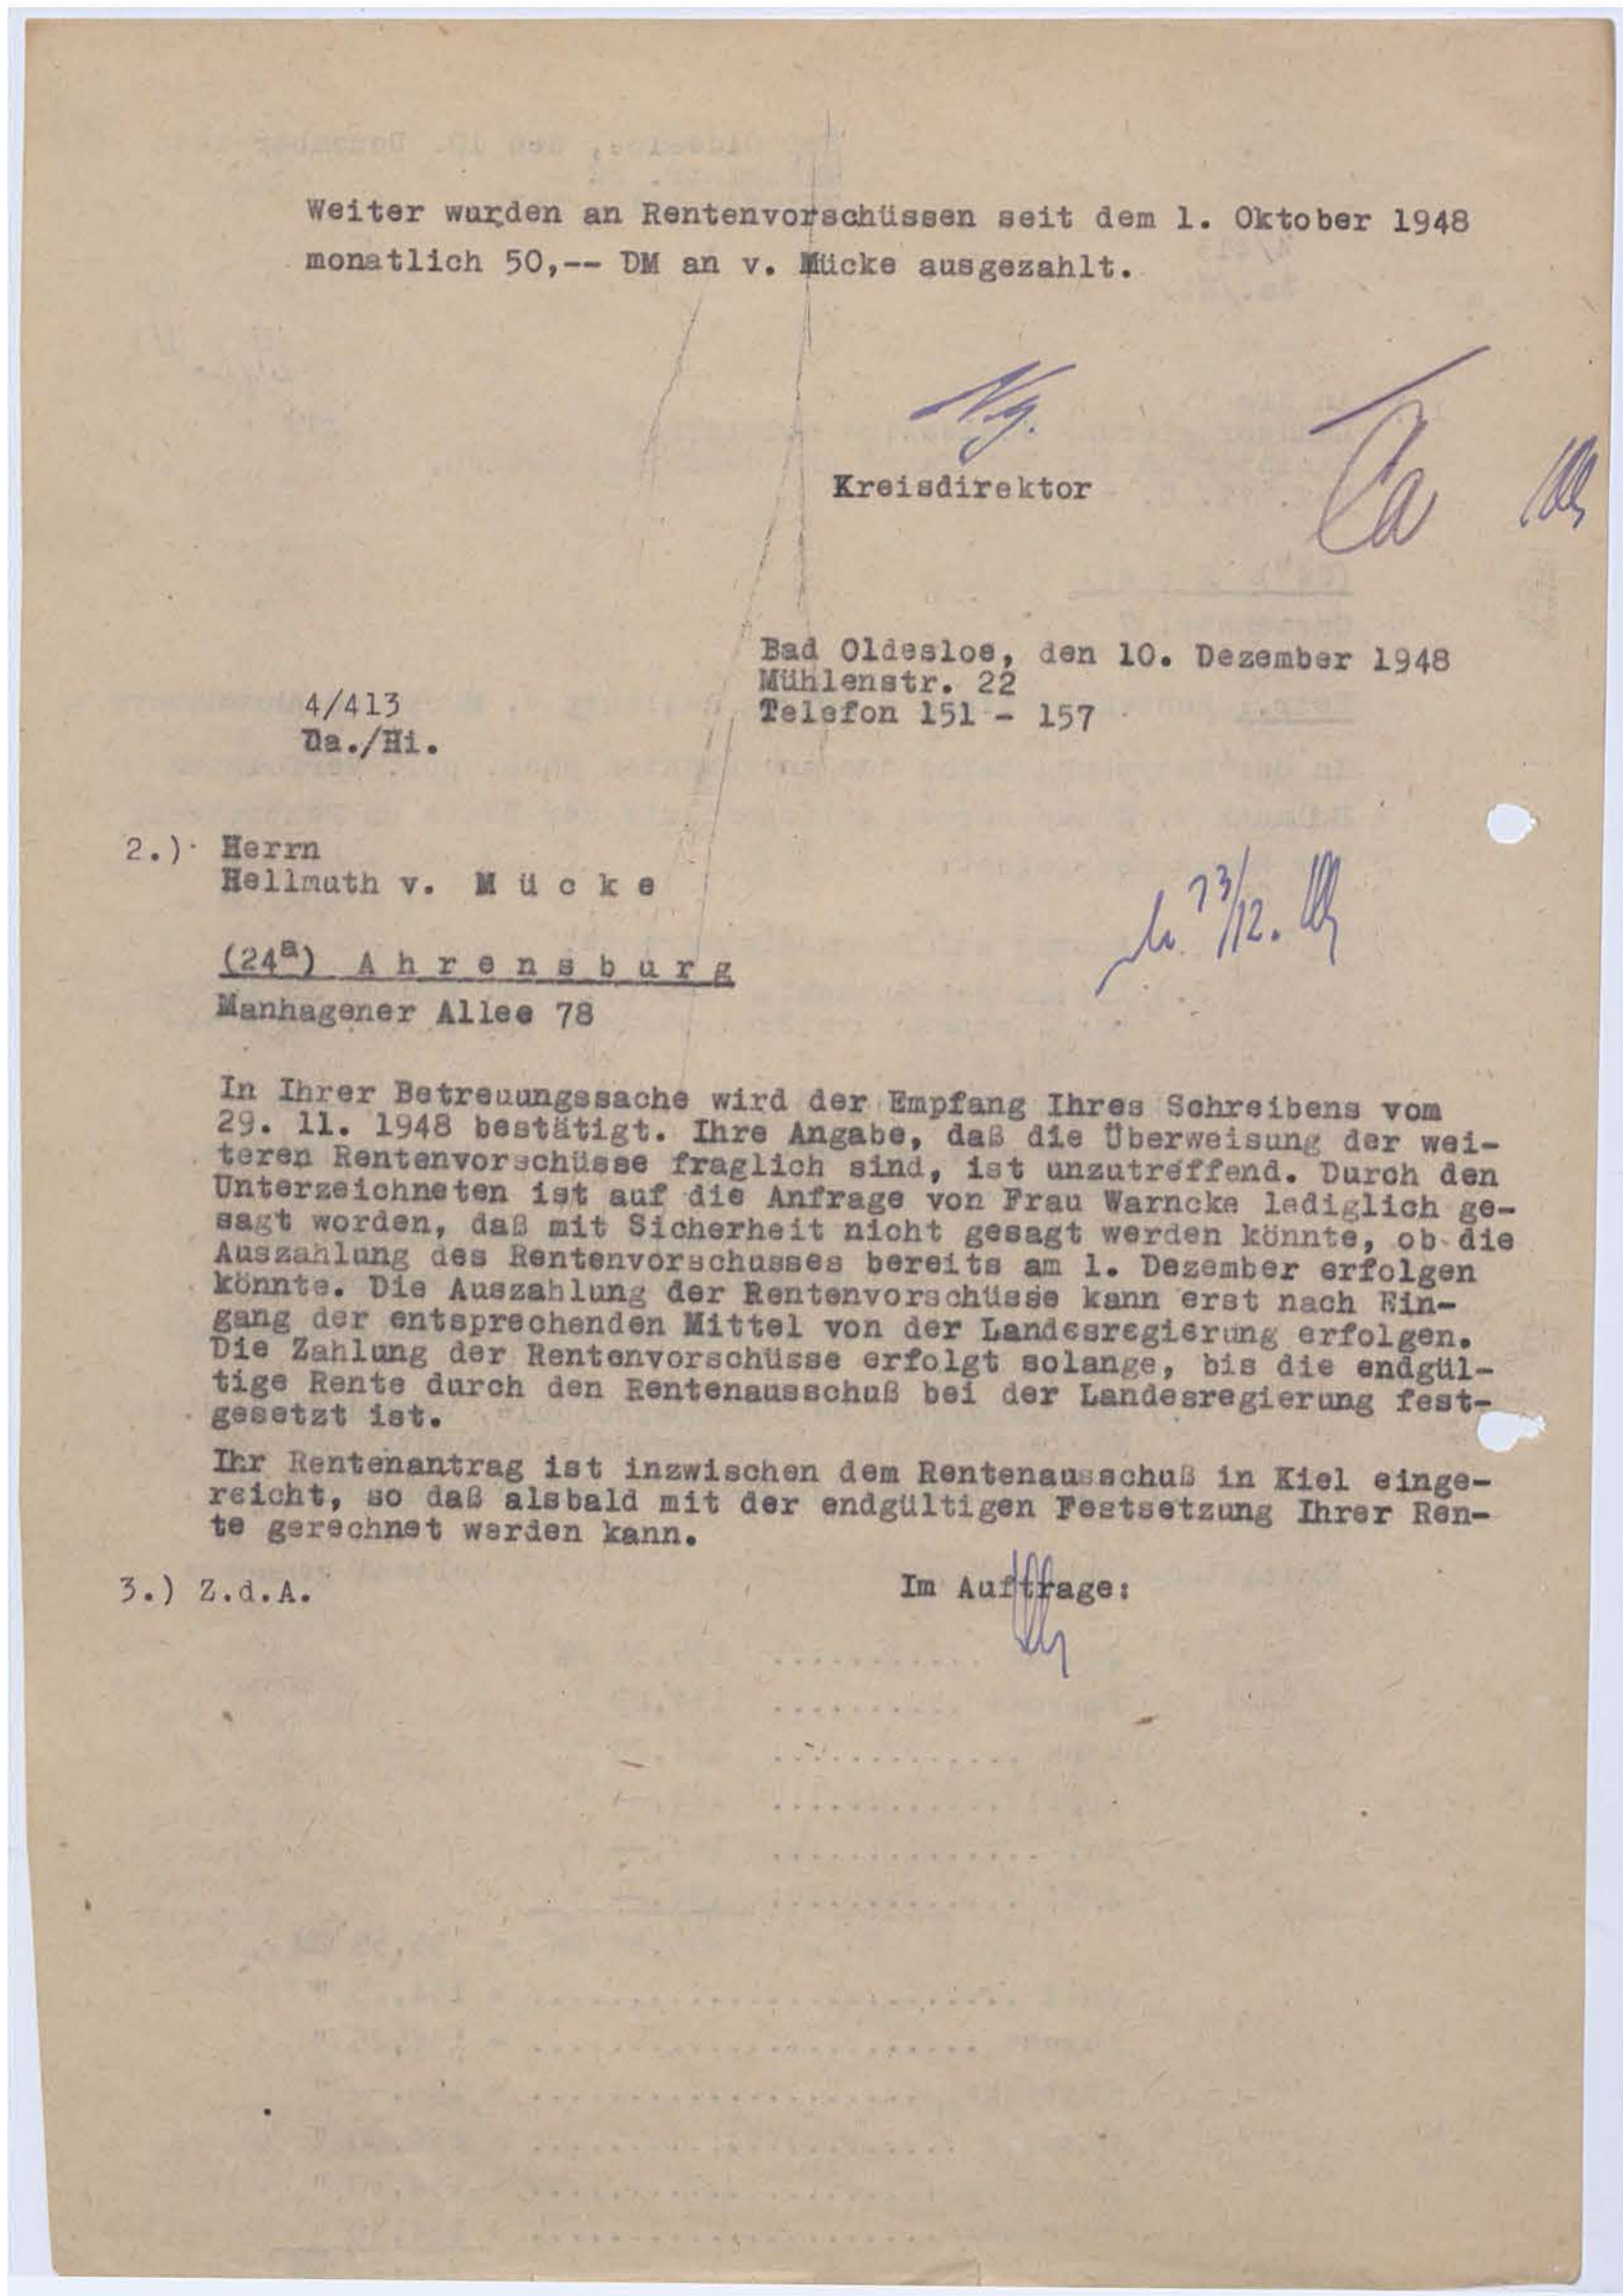 Weiter wurden an Rentenvorschüssen seit dem 1. Oktober 1948
monatlich 50,-- DM an v. Mücke ausgezahlt.
Kreisdirektor
Bad Oldesloe, den 10. Dezember 1948
Mühlenstr. 22
4/413
Telefon 151 - 157
Da./Hi.
2.) Herrn
Hellmuth v. M ü c k e
13/12.
(24a) A h r e n s b u r g
Manhagener Allee 78
In Ihrer Betreuungssache wird der Empfang Ihres Schreibens vom
29. 11. 1948 bestätigt. Ihre Angabe, daß die Überweisung der wei-
teren Rentenvorschüsse fraglich sind, ist unzutreffend. Durch den
Unterzeichneten ist auf die Anfrage von Frau Warncke lediglich ge-
sagt worden, daß mit Sicherheit nicht gesagt werden könnte, ob die
Auszahlung des Rentenvorschusses bereits am 1. Dezember erfolgen
könnte. Die Auszahlung der Rentenvorschüsse kann erst nach Ein-
gang der entsprechenden Mittel von der Landesregierung erfolgen.
Die Zahlung der Rentenvorschüsse erfolgt solange, bis die endgül-
tige Rente durch den Rentenausschuß bei der Landesregierung fest-
gesetzt ist.
Ihr Rentenantrag ist inzwischen dem Rentenausschuß in Kiel einge-
reicht, so daß alsbald mit der endgültigen Festsetzung Ihrer Ren-
te gerechnet werden kann.
3.) Z.d.A.
Im Auftrage: